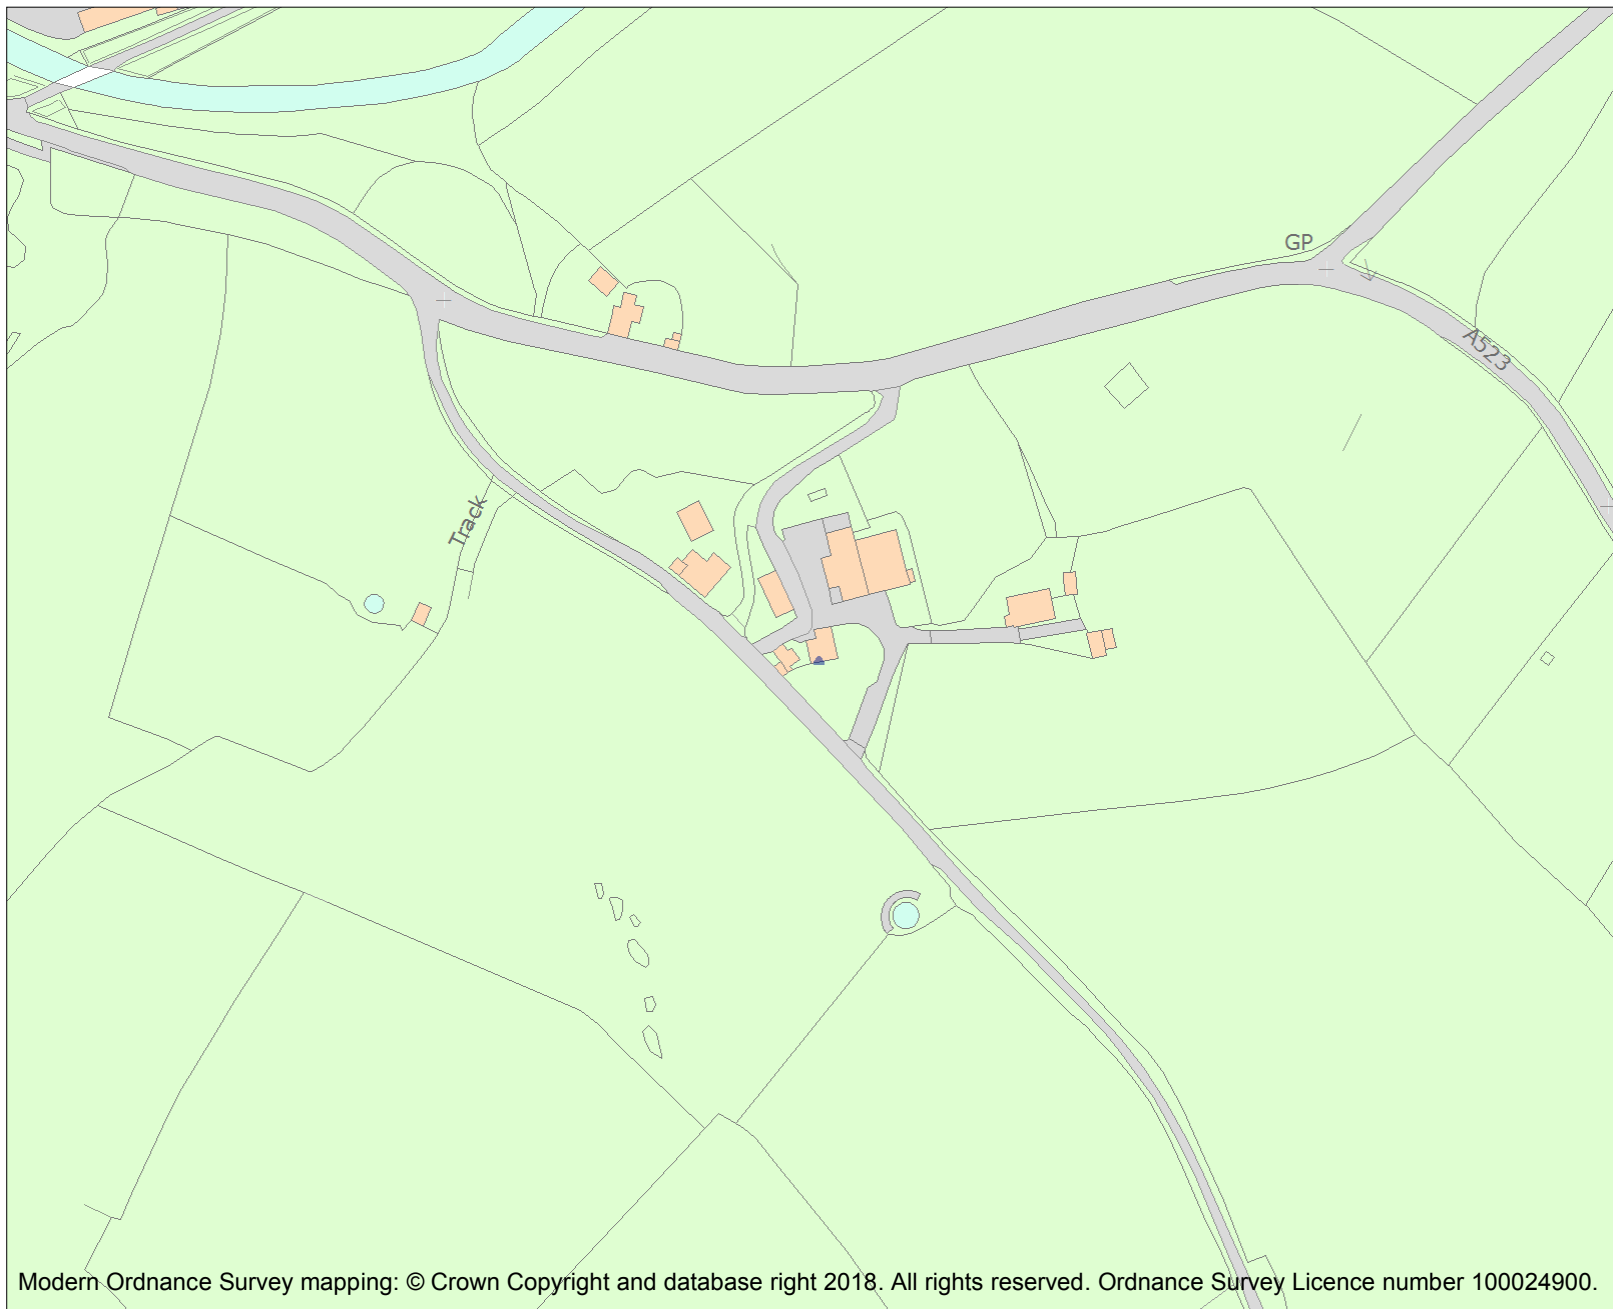 GP
A523
Track
Modern Ordnance Survey mapping: © Crown Copyright and database right 2018. All rights reserved. Ordnance Survey Licence number 100024900.